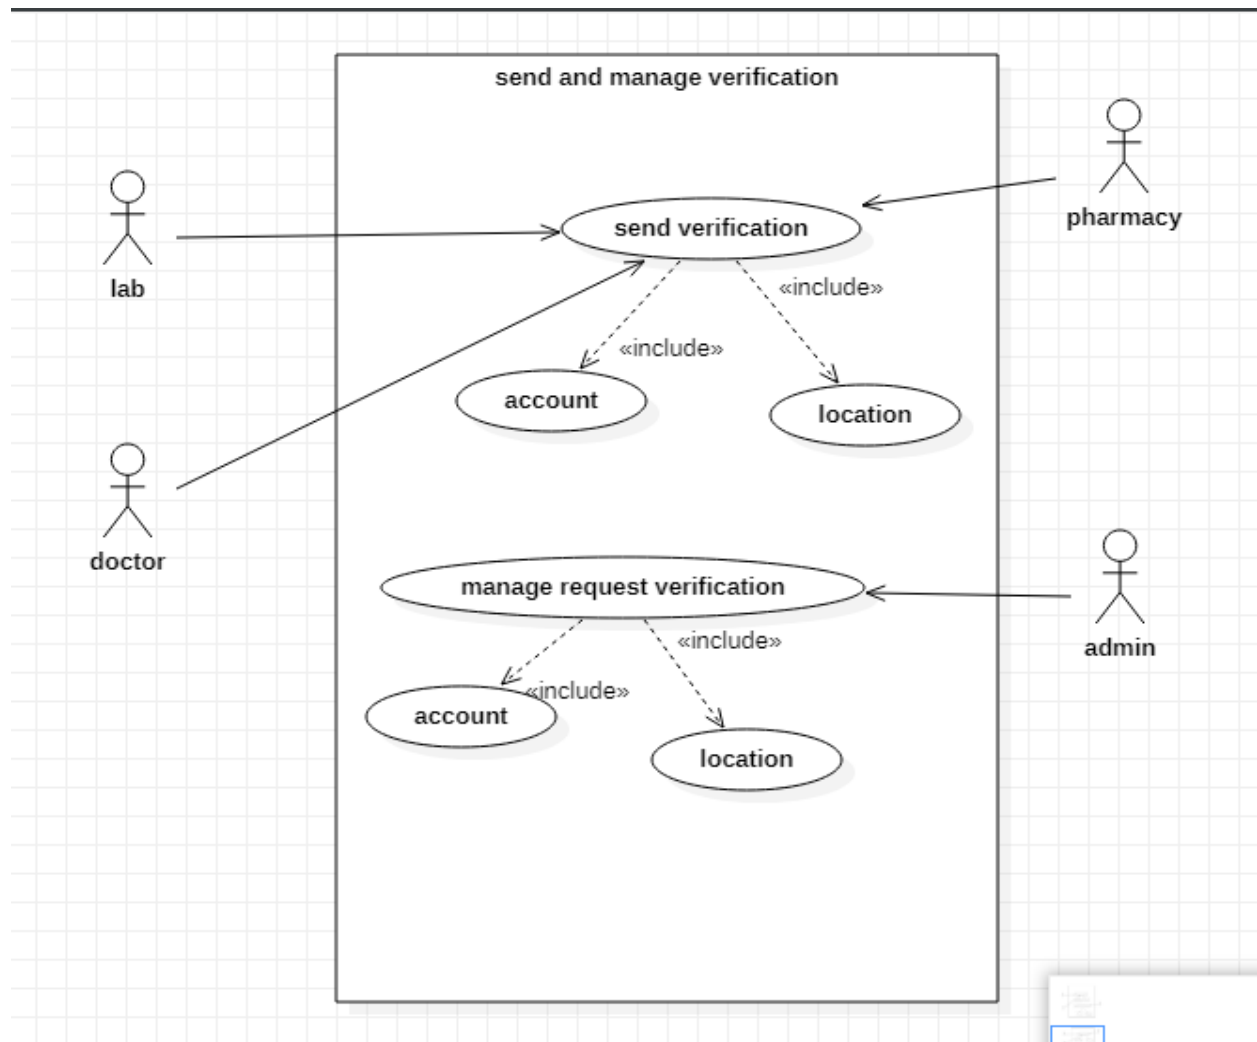 send and manage verification
pharmacy
lab
send verification
«include»
«include»
account
location
doctor
manage request verification
admin
«include»
«include»
account
location